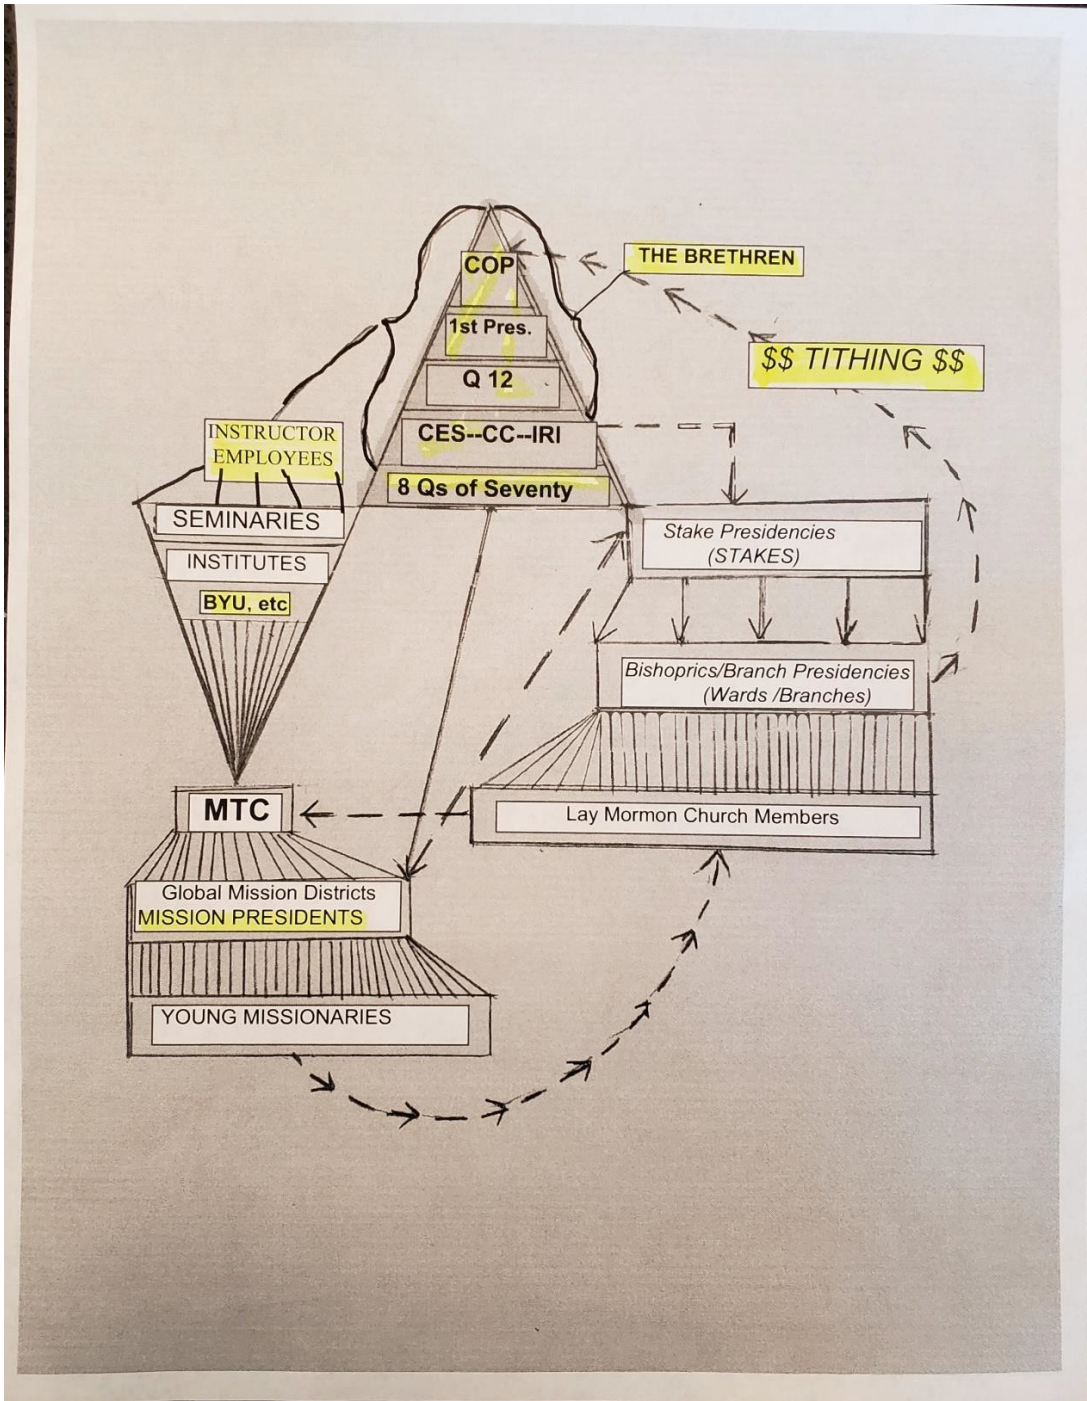 COP
THE BRETHREN
1st Pres.
$$ TITHING $$
Q 12
CES--CC--IRI
INSTRUCTOR
EMPLOYEES
8 Qs of Seventy
SEMINARIES
Stake Presidencies
(STAKES)
INSTITUTES
BYU, etc
Bishoprics/Branch Presidencies
(Wards /Branches)
MTC
Lay Mormon Church Members
Global Mission Districts
MISSION PRESIDENTS
YOUNG MISSIONARIES